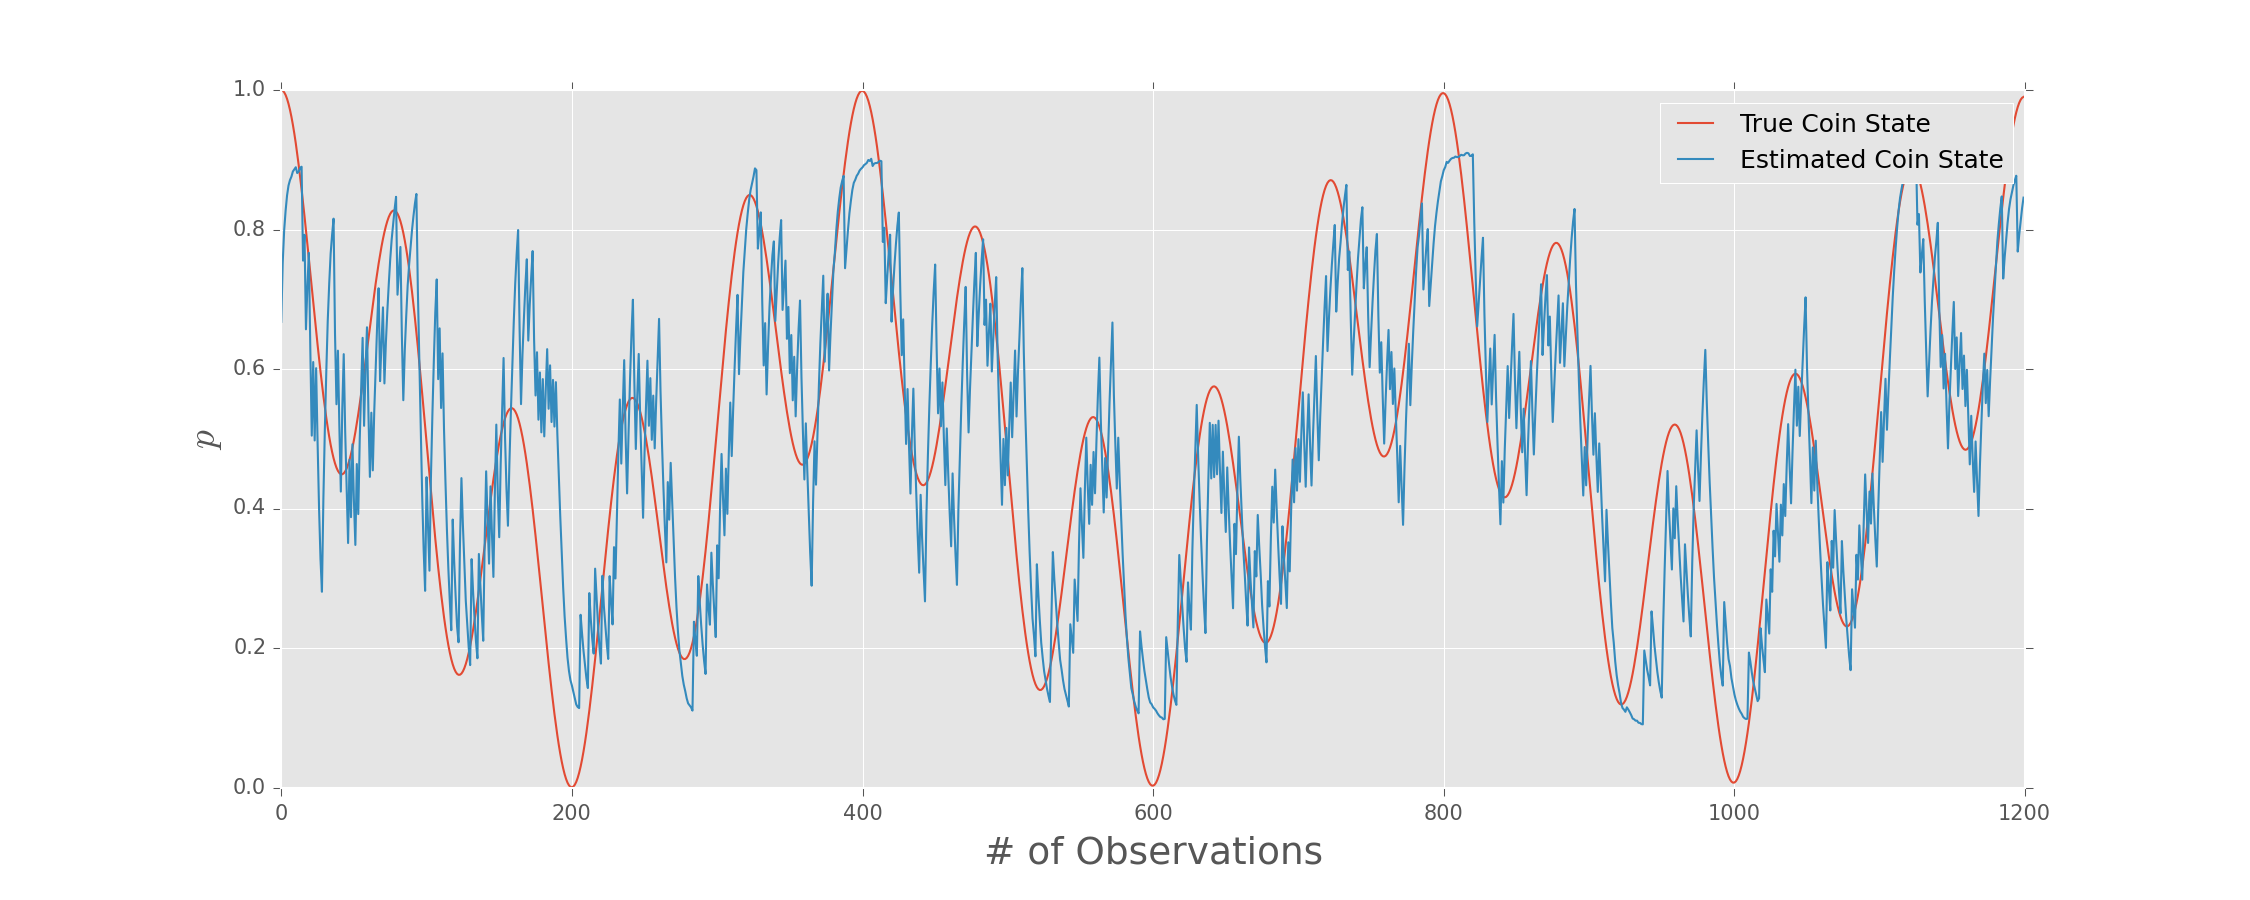 1.0
0.8
0.6
0.4
0.2
0.0
p
0 200 400 600 800 1000 1200
# of Observations
True Coin State
Estimated Coin State